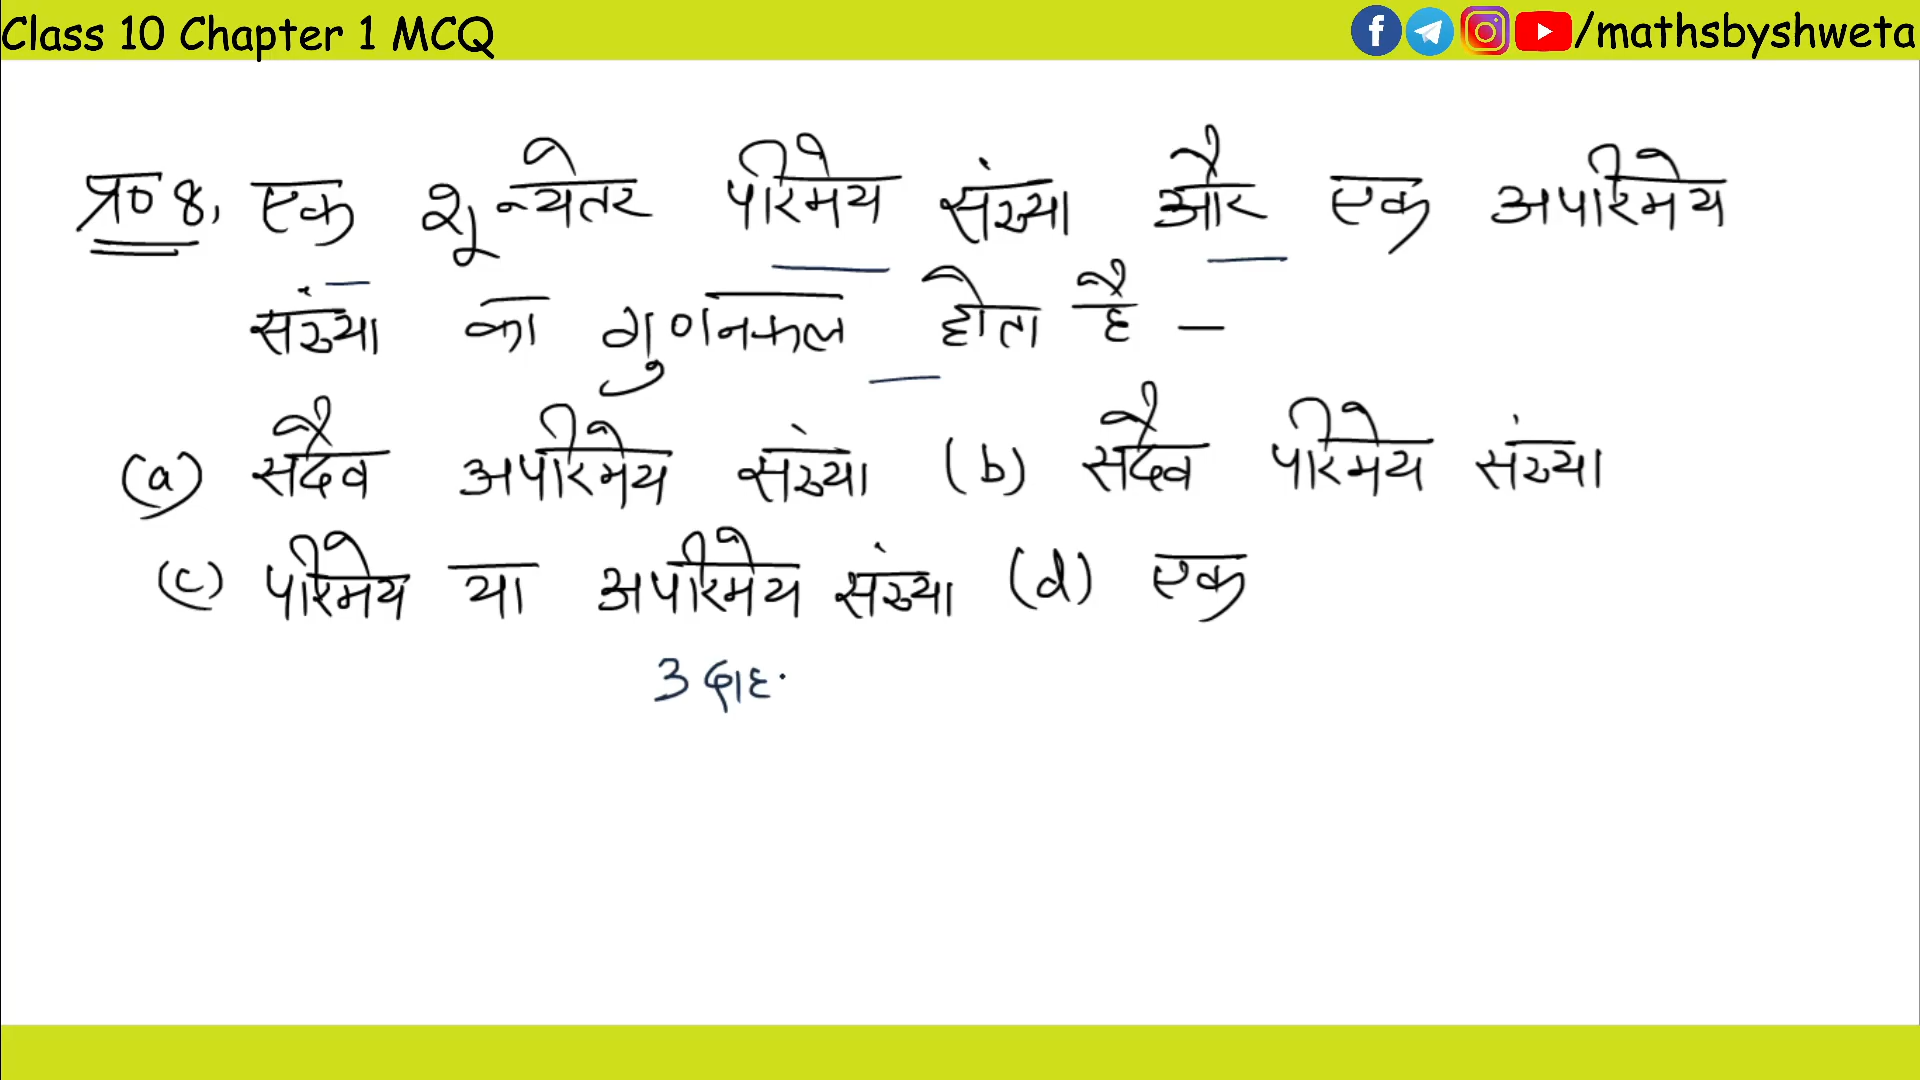 Class 10 Chapter 1 MCQ
/mathsbyshweta
प्र० 8, एक शून्येतर परिमेय संख्या और एक अपरिमेय
संख्या का गुणनफल होता है –
(a) सदैव अपरिमेय संख्या (b) सदैव परिमेय संख्या
(c) परिमेय या अपरिमेय संख्या (d) एक
उदाह.